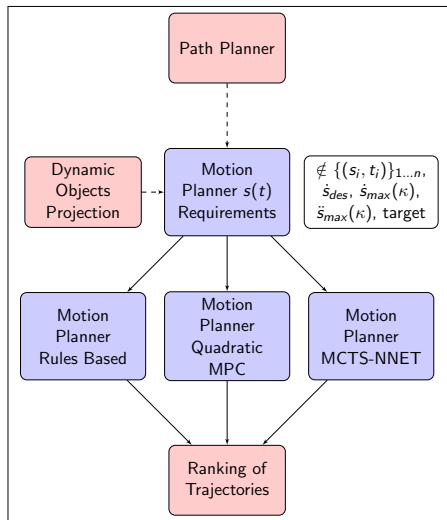 Path Planner
Dynamic
Objects
Projection
Motion
Planner s(t)
Requirements
∉ {(sᵢ, tᵢ)}₁…ₙ,
ṡ_des, ṡ_max(κ),
s̈_max(κ), target
Motion
Planner
Rules Based
Motion
Planner
Quadratic
MPC
Motion
Planner
MCTS-NNET
Ranking of
Trajectories